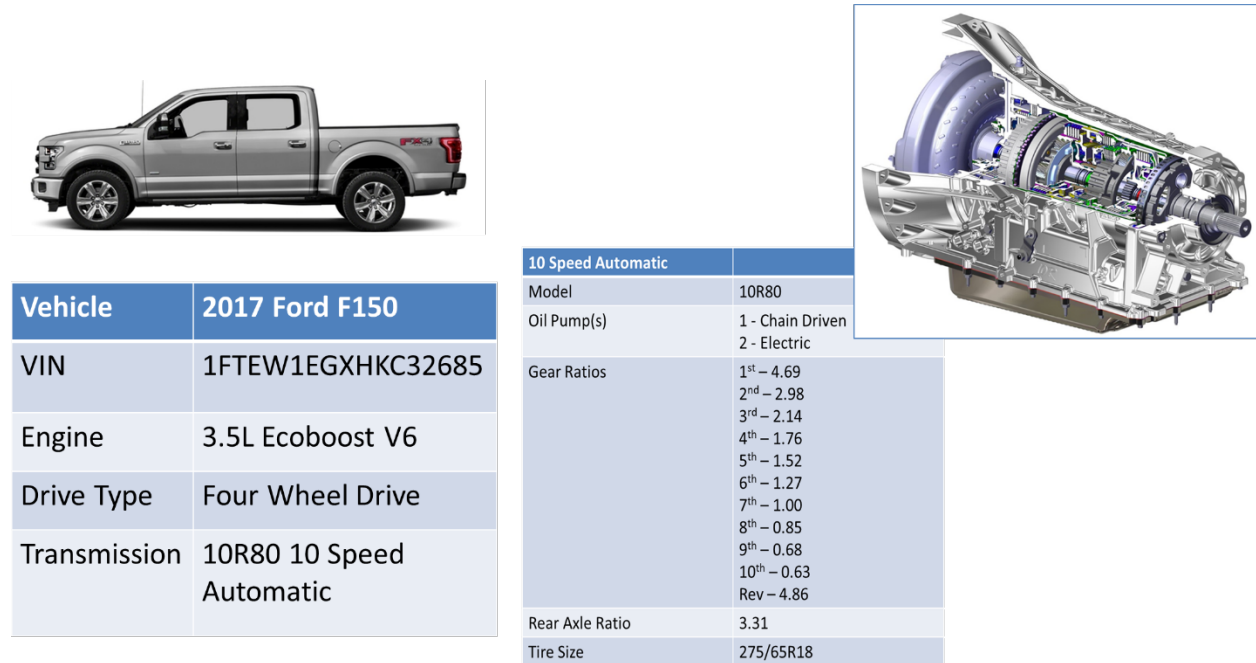 FX4
Vehicle 2017 Ford F150
VIN 1FTEW1EGXHKC32685
Engine 3.5L Ecoboost V6
Drive Type Four Wheel Drive
Transmission 10R80 10 Speed
Automatic
10 Speed Automatic
Model 10R80
Oil Pump(s) 1 - Chain Driven
2 - Electric
Gear Ratios 1st – 4.69
2nd – 2.98
3rd – 2.14
4th – 1.76
5th – 1.52
6th – 1.27
7th – 1.00
8th – 0.85
9th – 0.68
10th – 0.63
Rev – 4.86
Rear Axle Ratio 3.31
Tire Size 275/65R18